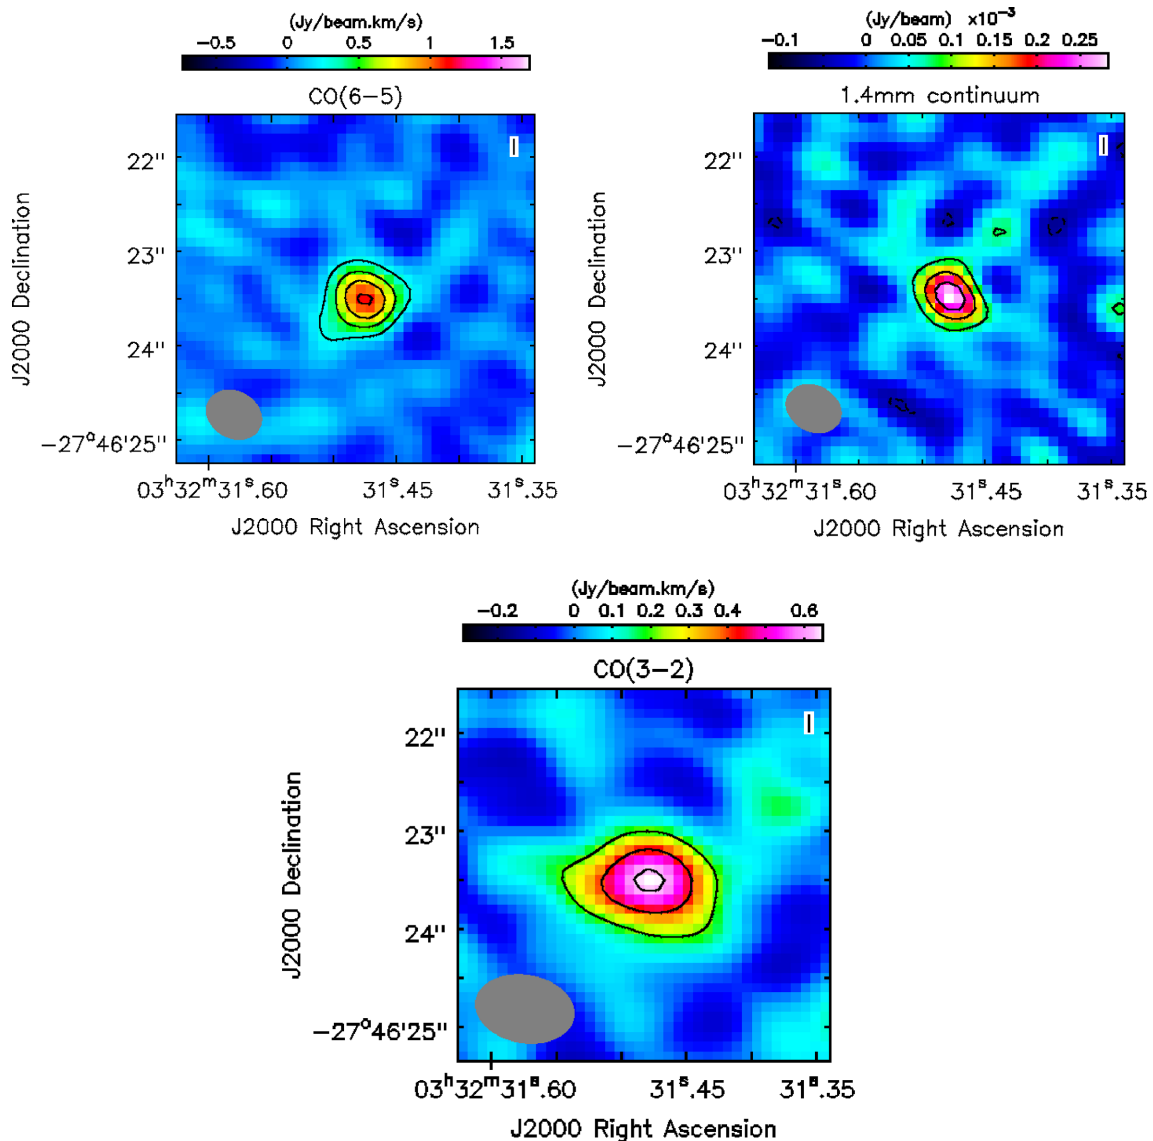 (Jy/beam.km/s)
−0.5 0 0.5 1 1.5
CO(6−5)
22"
23"
24"
−27°46'25"
J2000 Declination
03ʰ32ᵐ31ˢ.60 31ˢ.45 31ˢ.35
J2000 Right Ascension
(Jy/beam) ×10⁻³
−0.1 0 0.05 0.1 0.15 0.2 0.25
1.4mm continuum
22"
23"
24"
−27°46'25"
J2000 Declination
03ʰ32ᵐ31ˢ.60 31ˢ.45 31ˢ.35
J2000 Right Ascension
(Jy/beam.km/s)
−0.2 0 0.1 0.2 0.3 0.4 0.6
CO(3−2)
22"
23"
24"
−27°46'25"
J2000 Declination
03ʰ32ᵐ31ˢ.60 31ˢ.45 31ˢ.35
J2000 Right Ascension